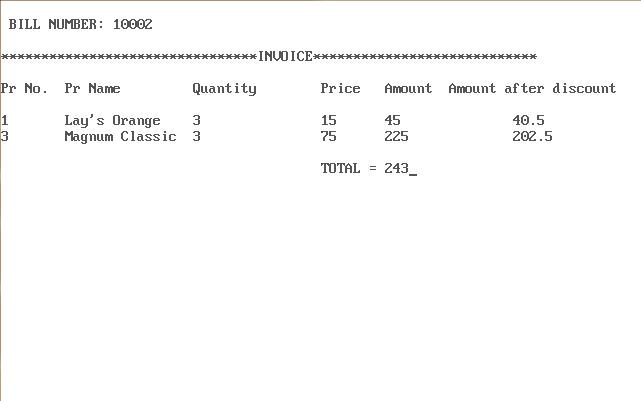 BILL NUMBER: 10002
********************************INVOICE****************************
Pr No. Pr Name Quantity Price Amount Amount after discount
1 Lay's Orange 3 15 45 40.5
3 Magnum Classic 3 75 225 202.5
TOTAL = 243_